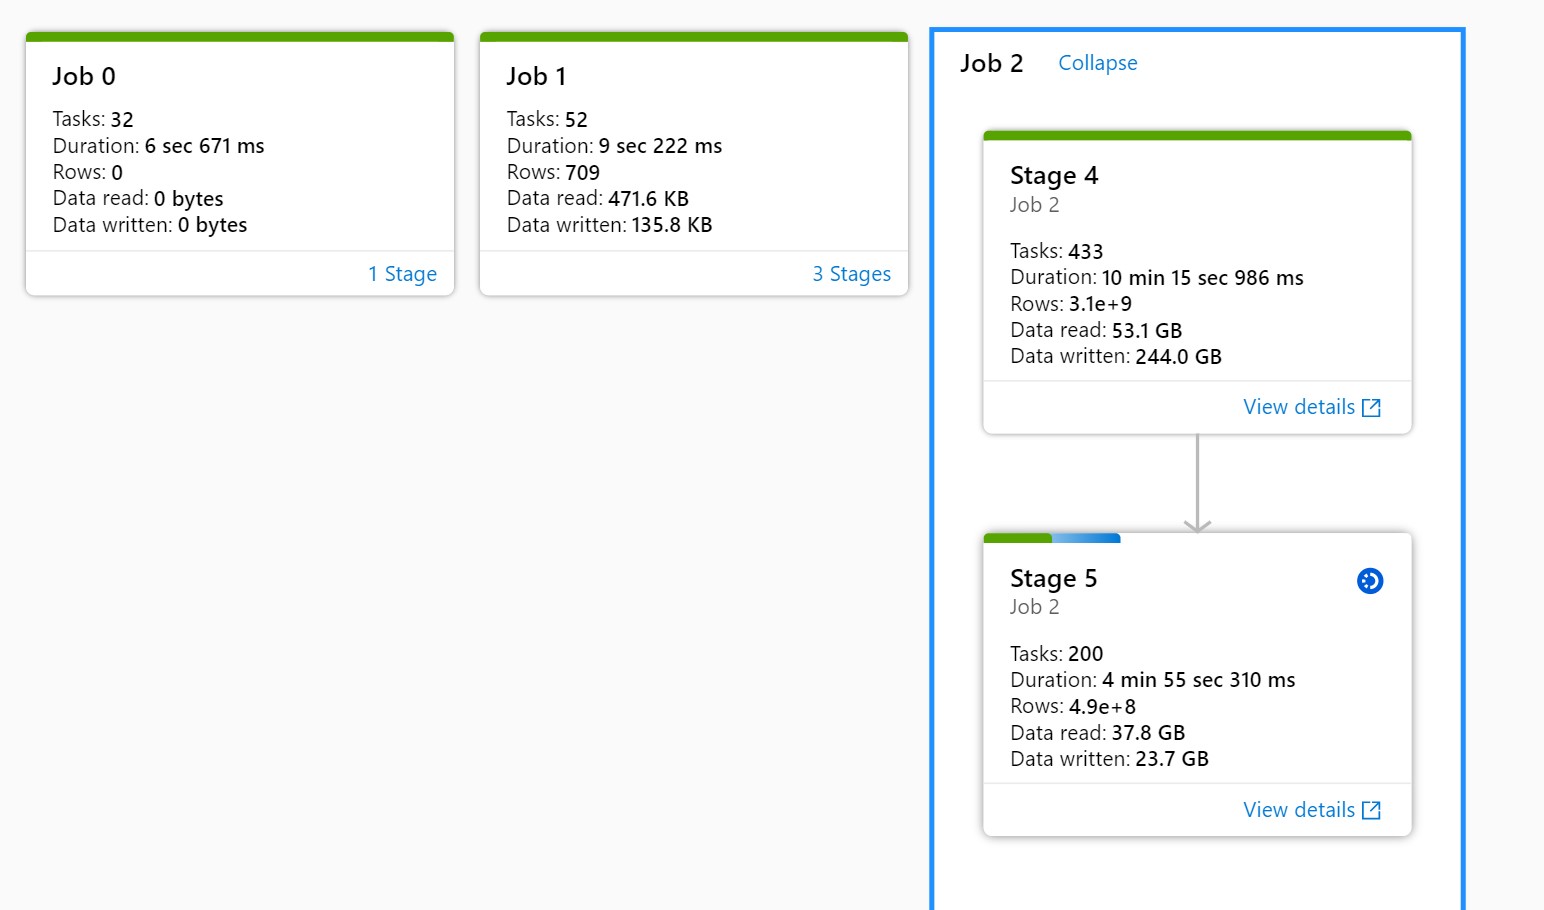 Job 0
Tasks: 32
Duration: 6 sec 671 ms
Rows: 0
Data read: 0 bytes
Data written: 0 bytes
1 Stage
Job 1
Tasks: 52
Duration: 9 sec 222 ms
Rows: 709
Data read: 471.6 KB
Data written: 135.8 KB
3 Stages
Job 2 Collapse
Stage 4
Job 2
Tasks: 433
Duration: 10 min 15 sec 986 ms
Rows: 3.1e+9
Data read: 53.1 GB
Data written: 244.0 GB
View details
Stage 5
Job 2
Tasks: 200
Duration: 4 min 55 sec 310 ms
Rows: 4.9e+8
Data read: 37.8 GB
Data written: 23.7 GB
View details